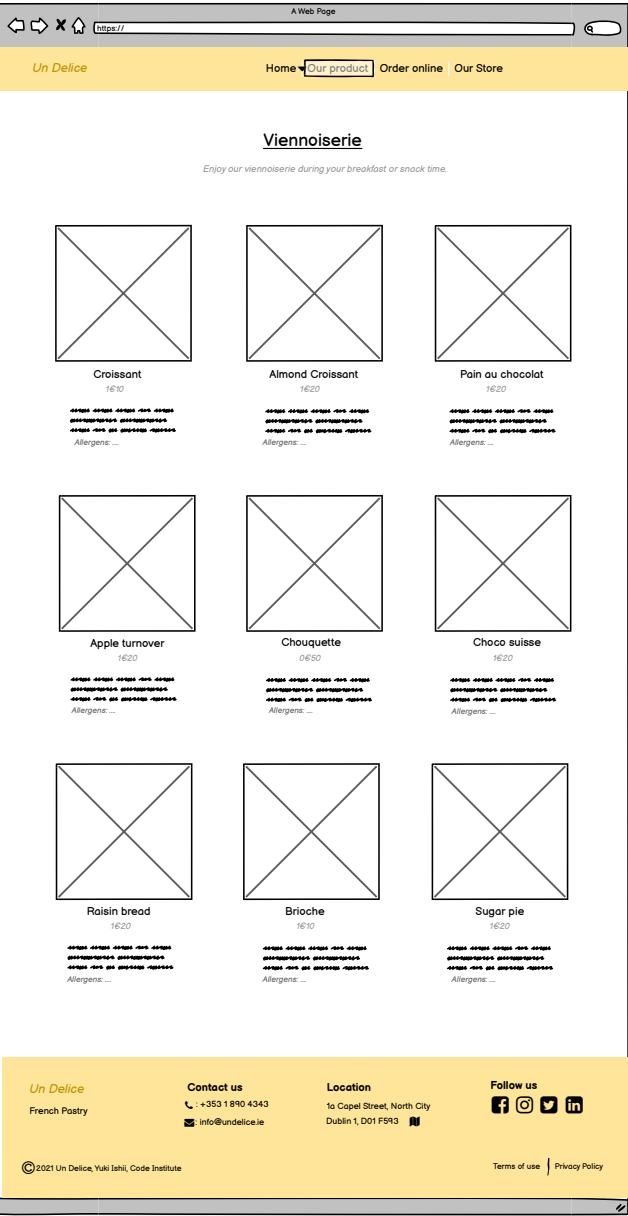 A Web Page
https://
Un Delice
Home Our product Order online Our Store
Viennoiserie
Enjoy our viennoiserie during your breakfast or snack time.
Croissant Almond Croissant Pain au chocolat
1€10 1€20 1€20
Allergens: ... Allergens: ... Allergens: ...
Apple turnover Chouquette Choco suisse
1€20 0€50 1€20
Allergens: ... Allergens: ... Allergens: ...
Raisin bread Brioche Sugar pie
1€20 1€10 1€20
Allergens: ... Allergens: ... Allergens: ...
Un Delice
French Pastry
Contact us
: +353 1 890 4343
: info@undelice.ie
Location
1a Capel Street, North City
Dublin 1, D01 F593
Follow us
© 2021 Un Delice, Yuki Ishii, Code Institute
Terms of use Privacy Policy